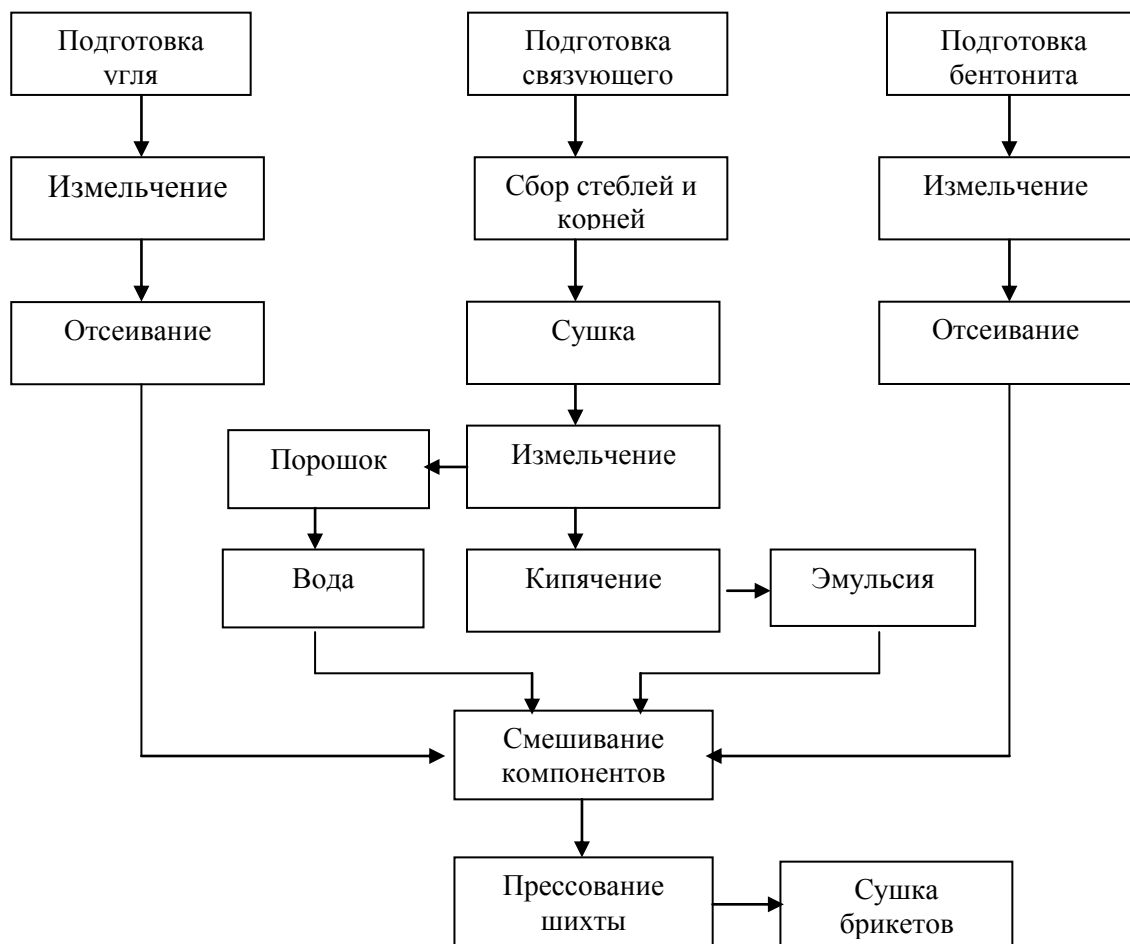 Подготовка
угля
Подготовка
связующего
Подготовка
бентонита
Измельчение
Сбор стеблей и
корней
Измельчение
Отсеивание
Сушка
Отсеивание
Порошок
Измельчение
Вода
Кипячение
Эмульсия
Смешивание
компонентов
Прессование
шихты
Сушка
брикетов